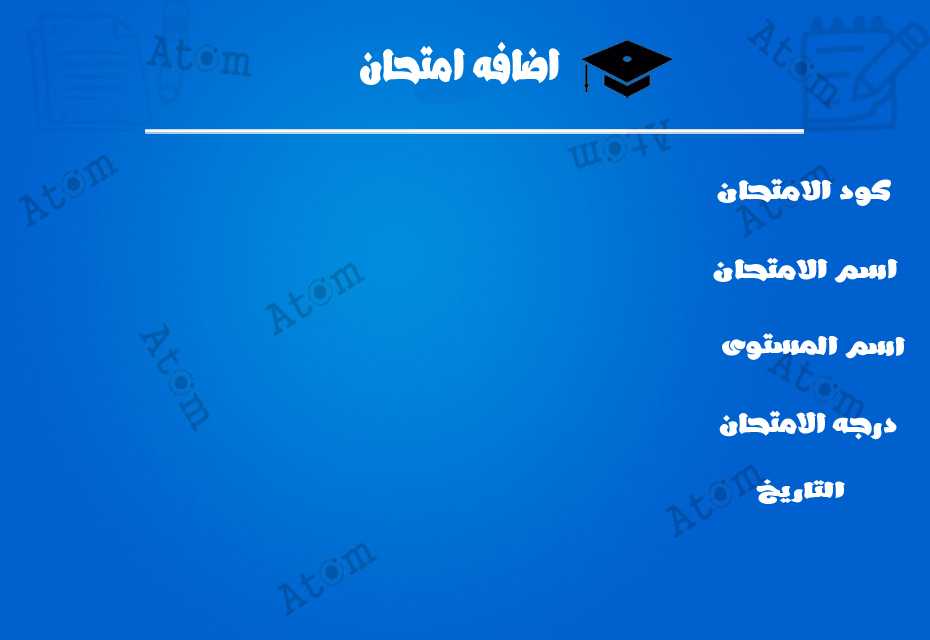 Atom
اضافه امتحان
Atom
Atom
Atom
كود الامتحان
Atom
Atom
اسم الامتحان
Atom
اسم المستوى
Atom
درجه الامتحان
التاريخ
Atom
Atom